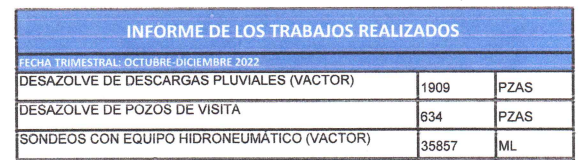 INFORME DE LOS TRABAJOS REALIZADOS
FECHA TRIMESTRAL: OCTUBRE-DICIEMBRE 2022
DESAZOLVE DE DESCARGAS PLUVIALES (VACTOR) 1909 PZAS
DESAZOLVE DE POZOS DE VISITA 634 PZAS
SONDEOS CON EQUIPO HIDRONEUMÁTICO (VACTOR) 35857 ML